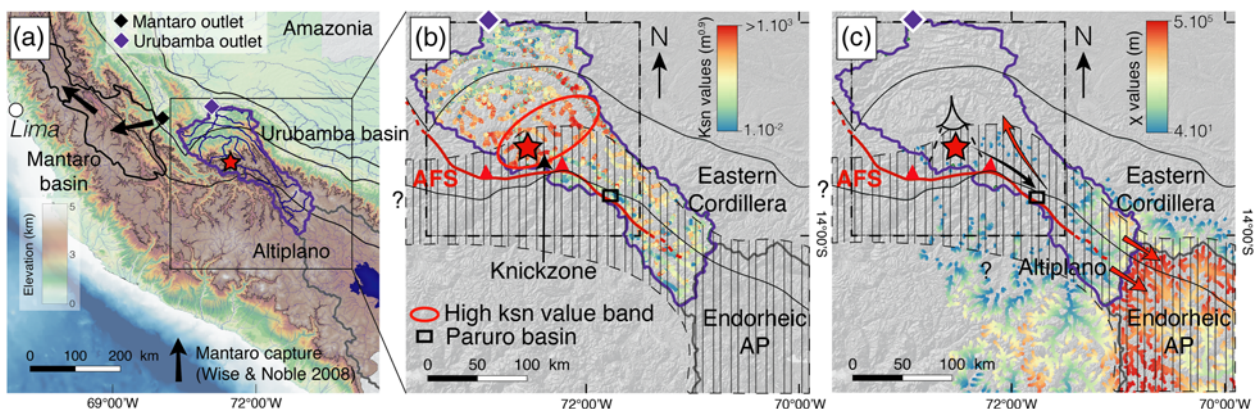 (a)
Mantaro outlet
Urubamba outlet
Amazonia
Lima
Urubamba basin
Mantaro
basin
Altiplano
Elevation (km)
5
3
0
0 100 200 km
Mantaro capture
(Wise & Noble 2008)
69°00'W
72°00'W
(b)
N
Ksn values (m⁰·⁹)
>1.10³
1.10⁻²
AFS
Eastern
Cordillera
?
Knickzone
High ksn value band
Paruro basin
Endorheic
AP
0 50 100 km
72°00'W
70°00'W
14°00'S
(c)
N
X values (m)
5.10⁵
4.10¹
AFS
Eastern
Cordillera
?
?
Altiplano
Endorheic
AP
0 50 100 km
72°00'W
70°00'W
14°00'S